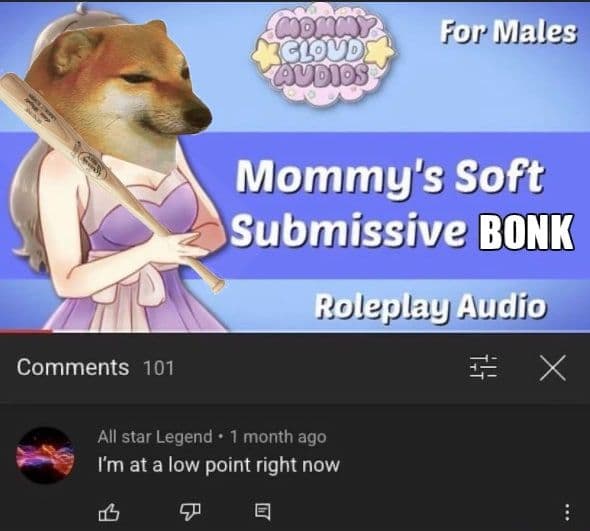 MOMMY
CLOUD
AUDIOS
For Males
Mommy's Soft
Submissive BONK
Roleplay Audio
Comments 101
All star Legend • 1 month ago
I'm at a low point right now